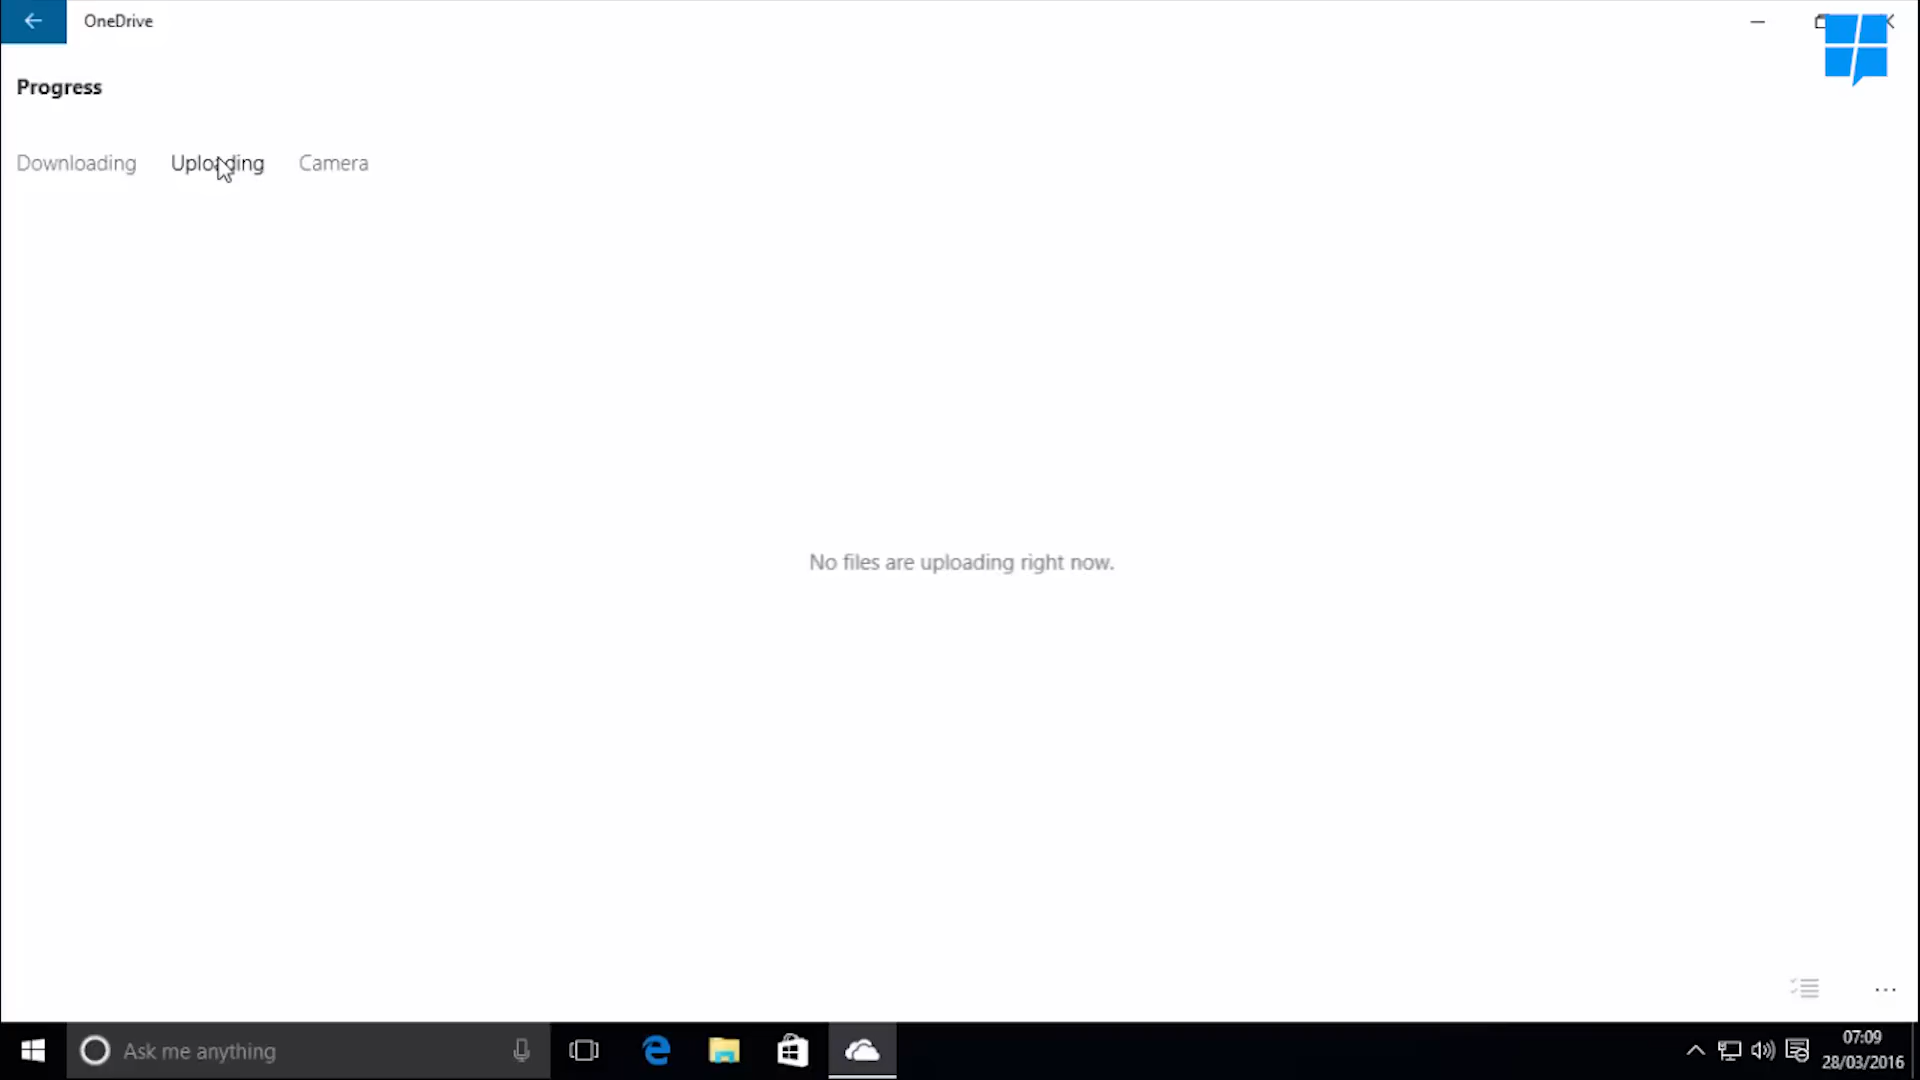 OneDrive
Progress
Downloading Uploading Camera
No files are uploading right now.
Ask me anything
07:09
28/03/2016